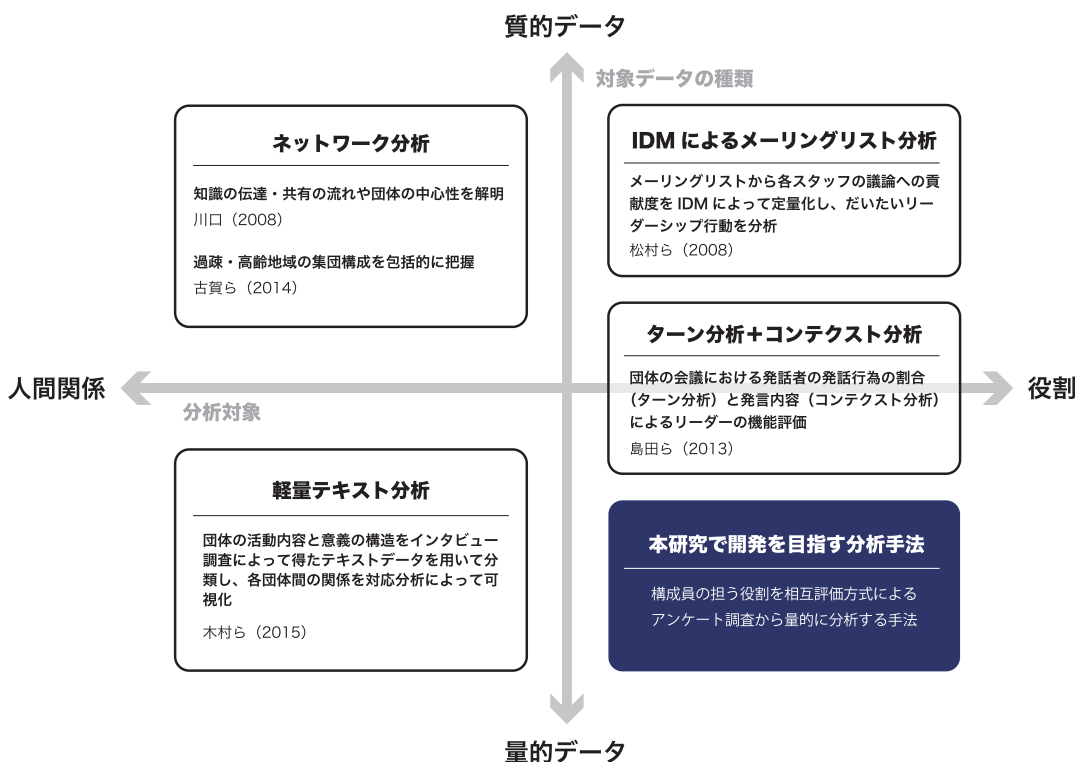 質的データ
対象データの種類
ネットワーク分析
知識の伝達・共有の流れや団体の中心性を解明
川口（2008）
過疎・高齢地域の集団構成を包括的に把握
古賀ら（2014）
IDM によるメーリングリスト分析
メーリングリストから各スタッフの議論への貢
献度を IDM によって定量化し、だいたいリー
ダーシップ行動を分析
松村ら（2008）
ターン分析＋コンテクスト分析
団体の会議における発話者の発話行為の割合
（ターン分析）と発言内容（コンテクスト分析）
によるリーダーの機能評価
島田ら（2013）
人間関係
役割
分析対象
軽量テキスト分析
団体の活動内容と意義の構造をインタビュー
調査によって得たテキストデータを用いて分
類し、各団体間の関係を対応分析によって可
視化
木村ら（2015）
本研究で開発を目指す分析手法
構成員の担う役割を相互評価方式による
アンケート調査から量的に分析する手法
量的データ